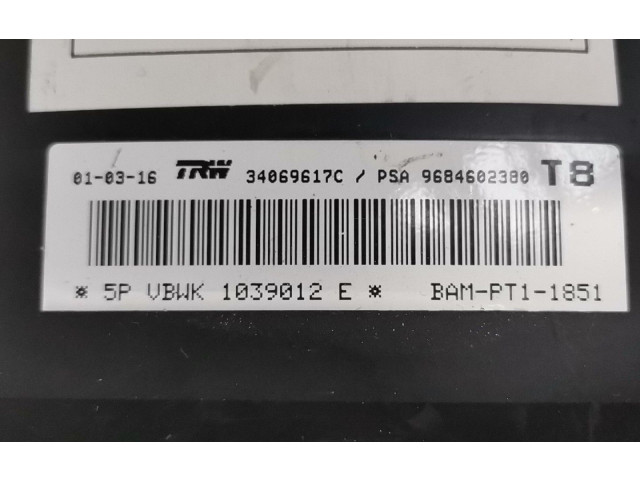 01-03-16 TRW 34069617C / PSA 9684602380 T8
* 5P VBWK 1039012 E * BAM-PT1-1851